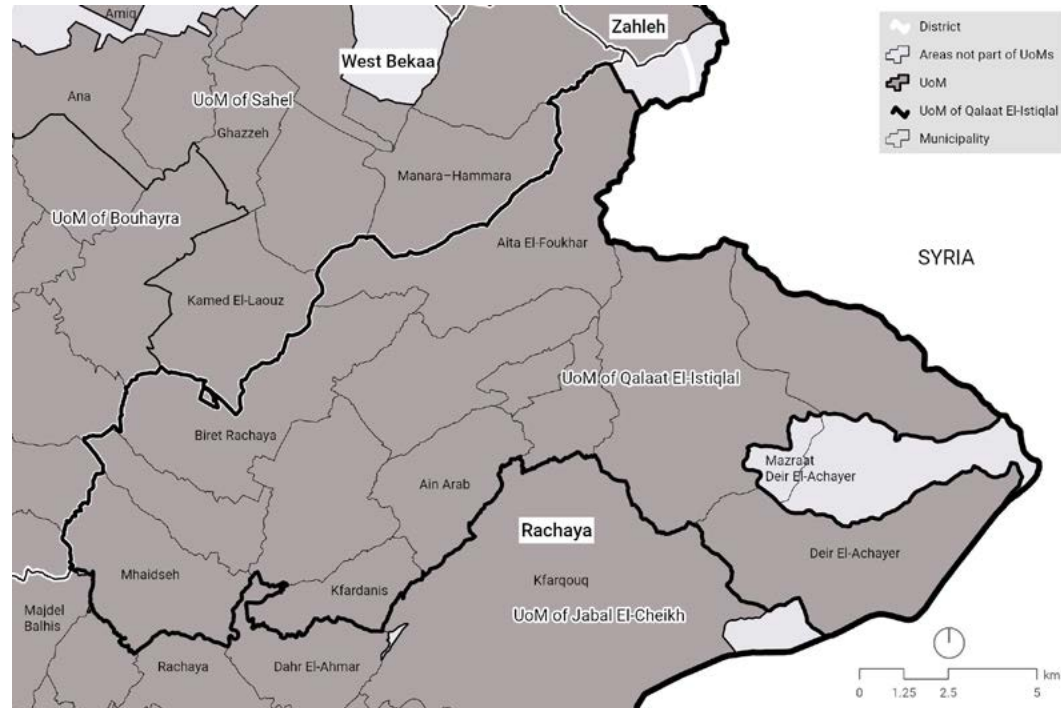 Amiq
Zahleh
District
West Bekaa
Areas not part of UoMs
Ana
UoM of Sahel
UoM
Ghazzeh
UoM of Qalaat El-Istiqlal
Municipality
Manara–Hammara
UoM of Bouhayra
Aita El-Foukhar
SYRIA
Kamed El-Laouz
UoM of Qalaat El-Istiqlal
Biret Rachaya
Mazraat
Deir El-Achayer
Ain Arab
Rachaya
Deir El-Achayer
Mhaidseh
Kfarqouq
Kfardanis
Majdel
Balhis
UoM of Jabal El-Cheikh
Rachaya
Dahr El-Ahmar
km
0 1.25 2.5 5